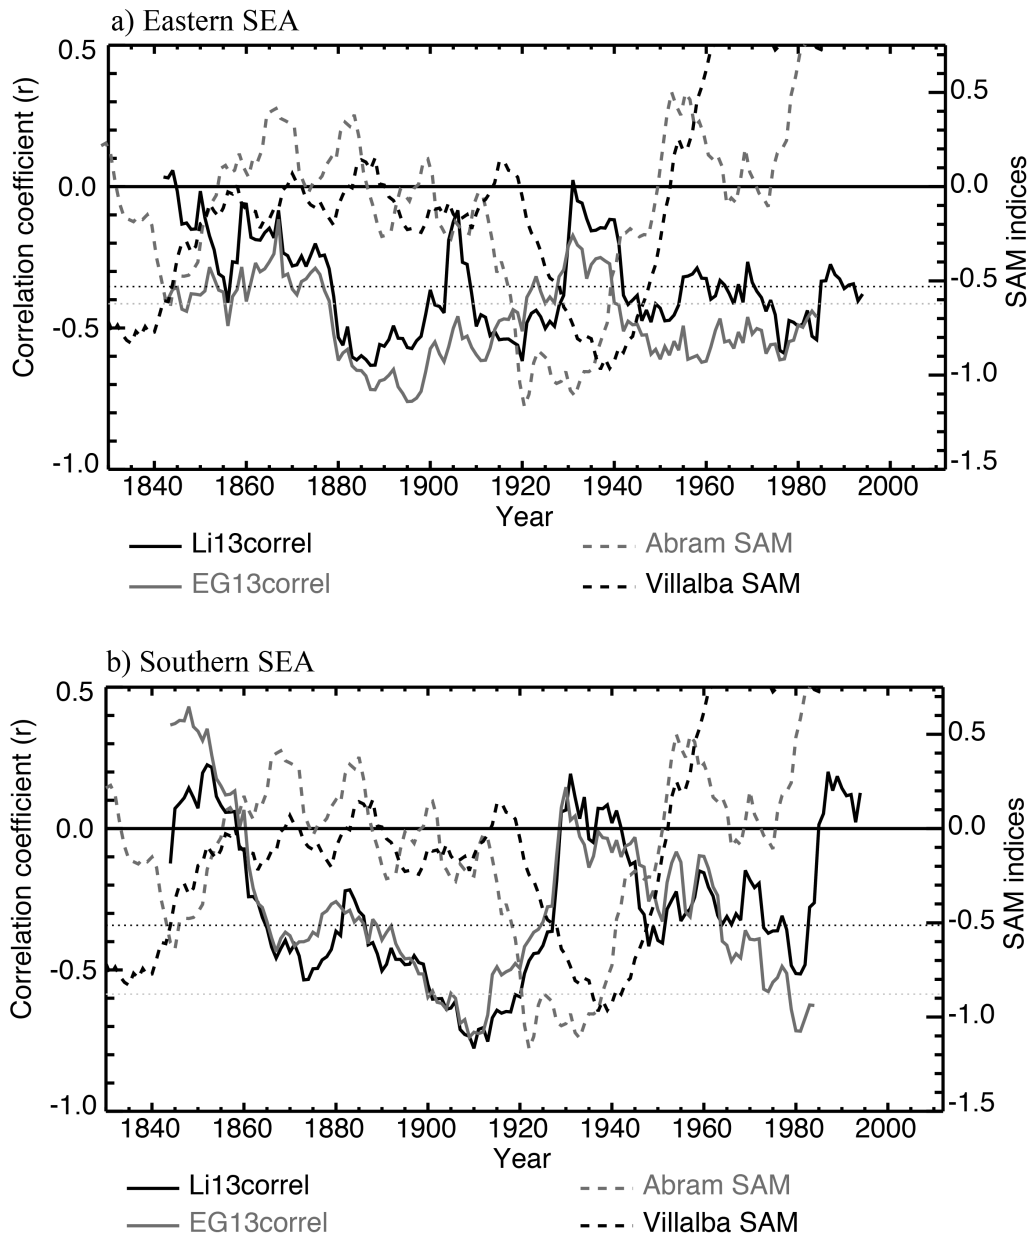 a) Eastern SEA
0.5
0.0
-0.5
-1.0
Correlation coefficient (r)
0.5
0.0
-0.5
-1.0
-1.5
SAM indices
1840 1860 1880 1900 1920 1940 1960 1980 2000
Year
Li13correl
Abram SAM
EG13correl
Villalba SAM
b) Southern SEA
0.5
0.0
-0.5
-1.0
Correlation coefficient (r)
0.5
0.0
-0.5
-1.0
-1.5
SAM indices
1840 1860 1880 1900 1920 1940 1960 1980 2000
Year
Li13correl
Abram SAM
EG13correl
Villalba SAM